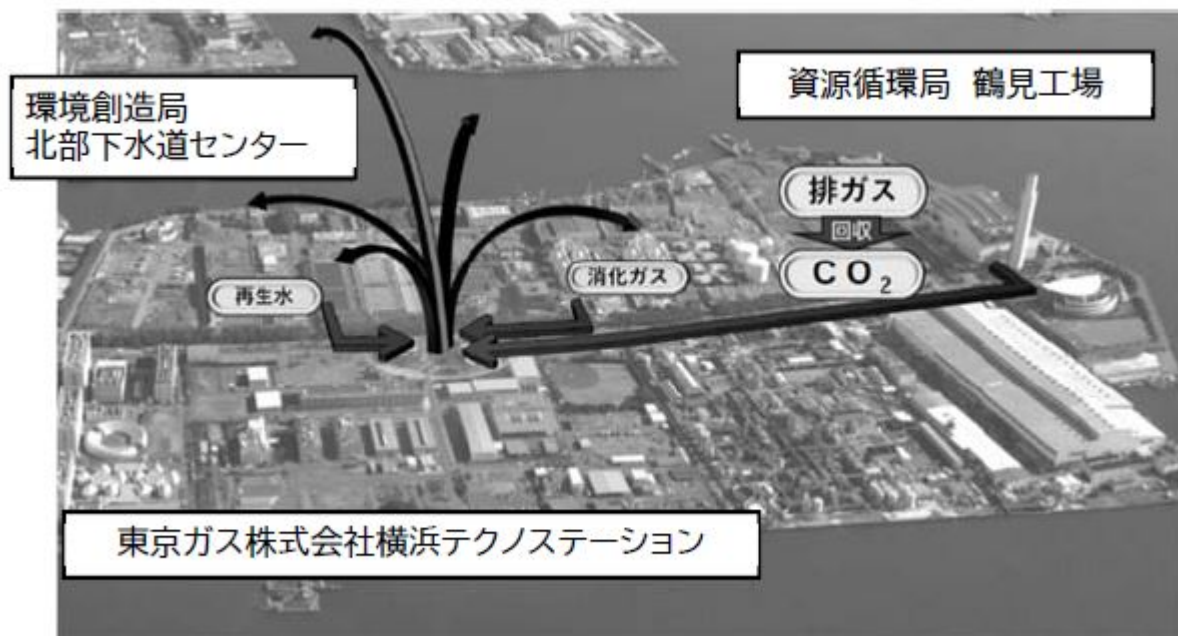 環境創造局
北部下水道センター
資源循環局 鶴見工場
排ガス
回収
CO₂
再生水
消化ガス
東京ガス株式会社横浜テクノステーション